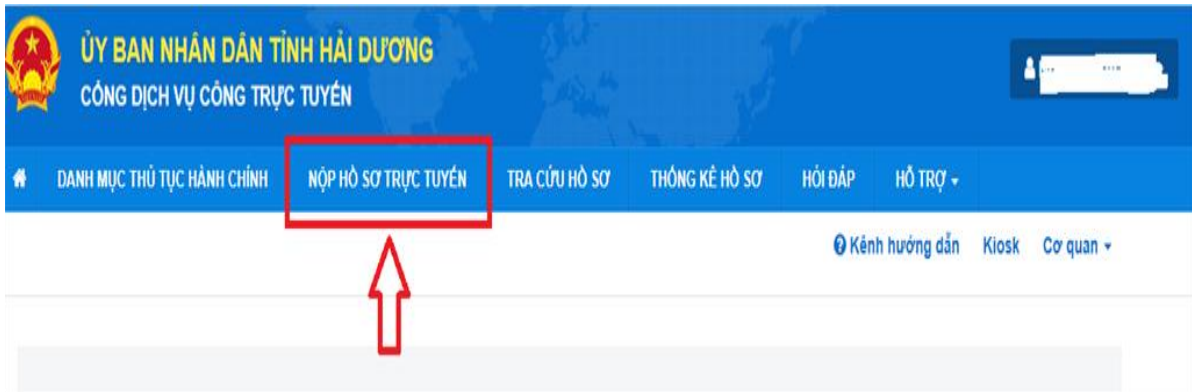 ỦY BAN NHÂN DÂN TỈNH HẢI DƯƠNG
CỔNG DỊCH VỤ CÔNG TRỰC TUYẾN
DANH MỤC THỦ TỤC HÀNH CHÍNH NỘP HỒ SƠ TRỰC TUYẾN TRA CỨU HỒ SƠ THỐNG KÊ HỒ SƠ HỎI ĐÁP HỖ TRỢ
Kênh hướng dẫn Kiosk Cơ quan